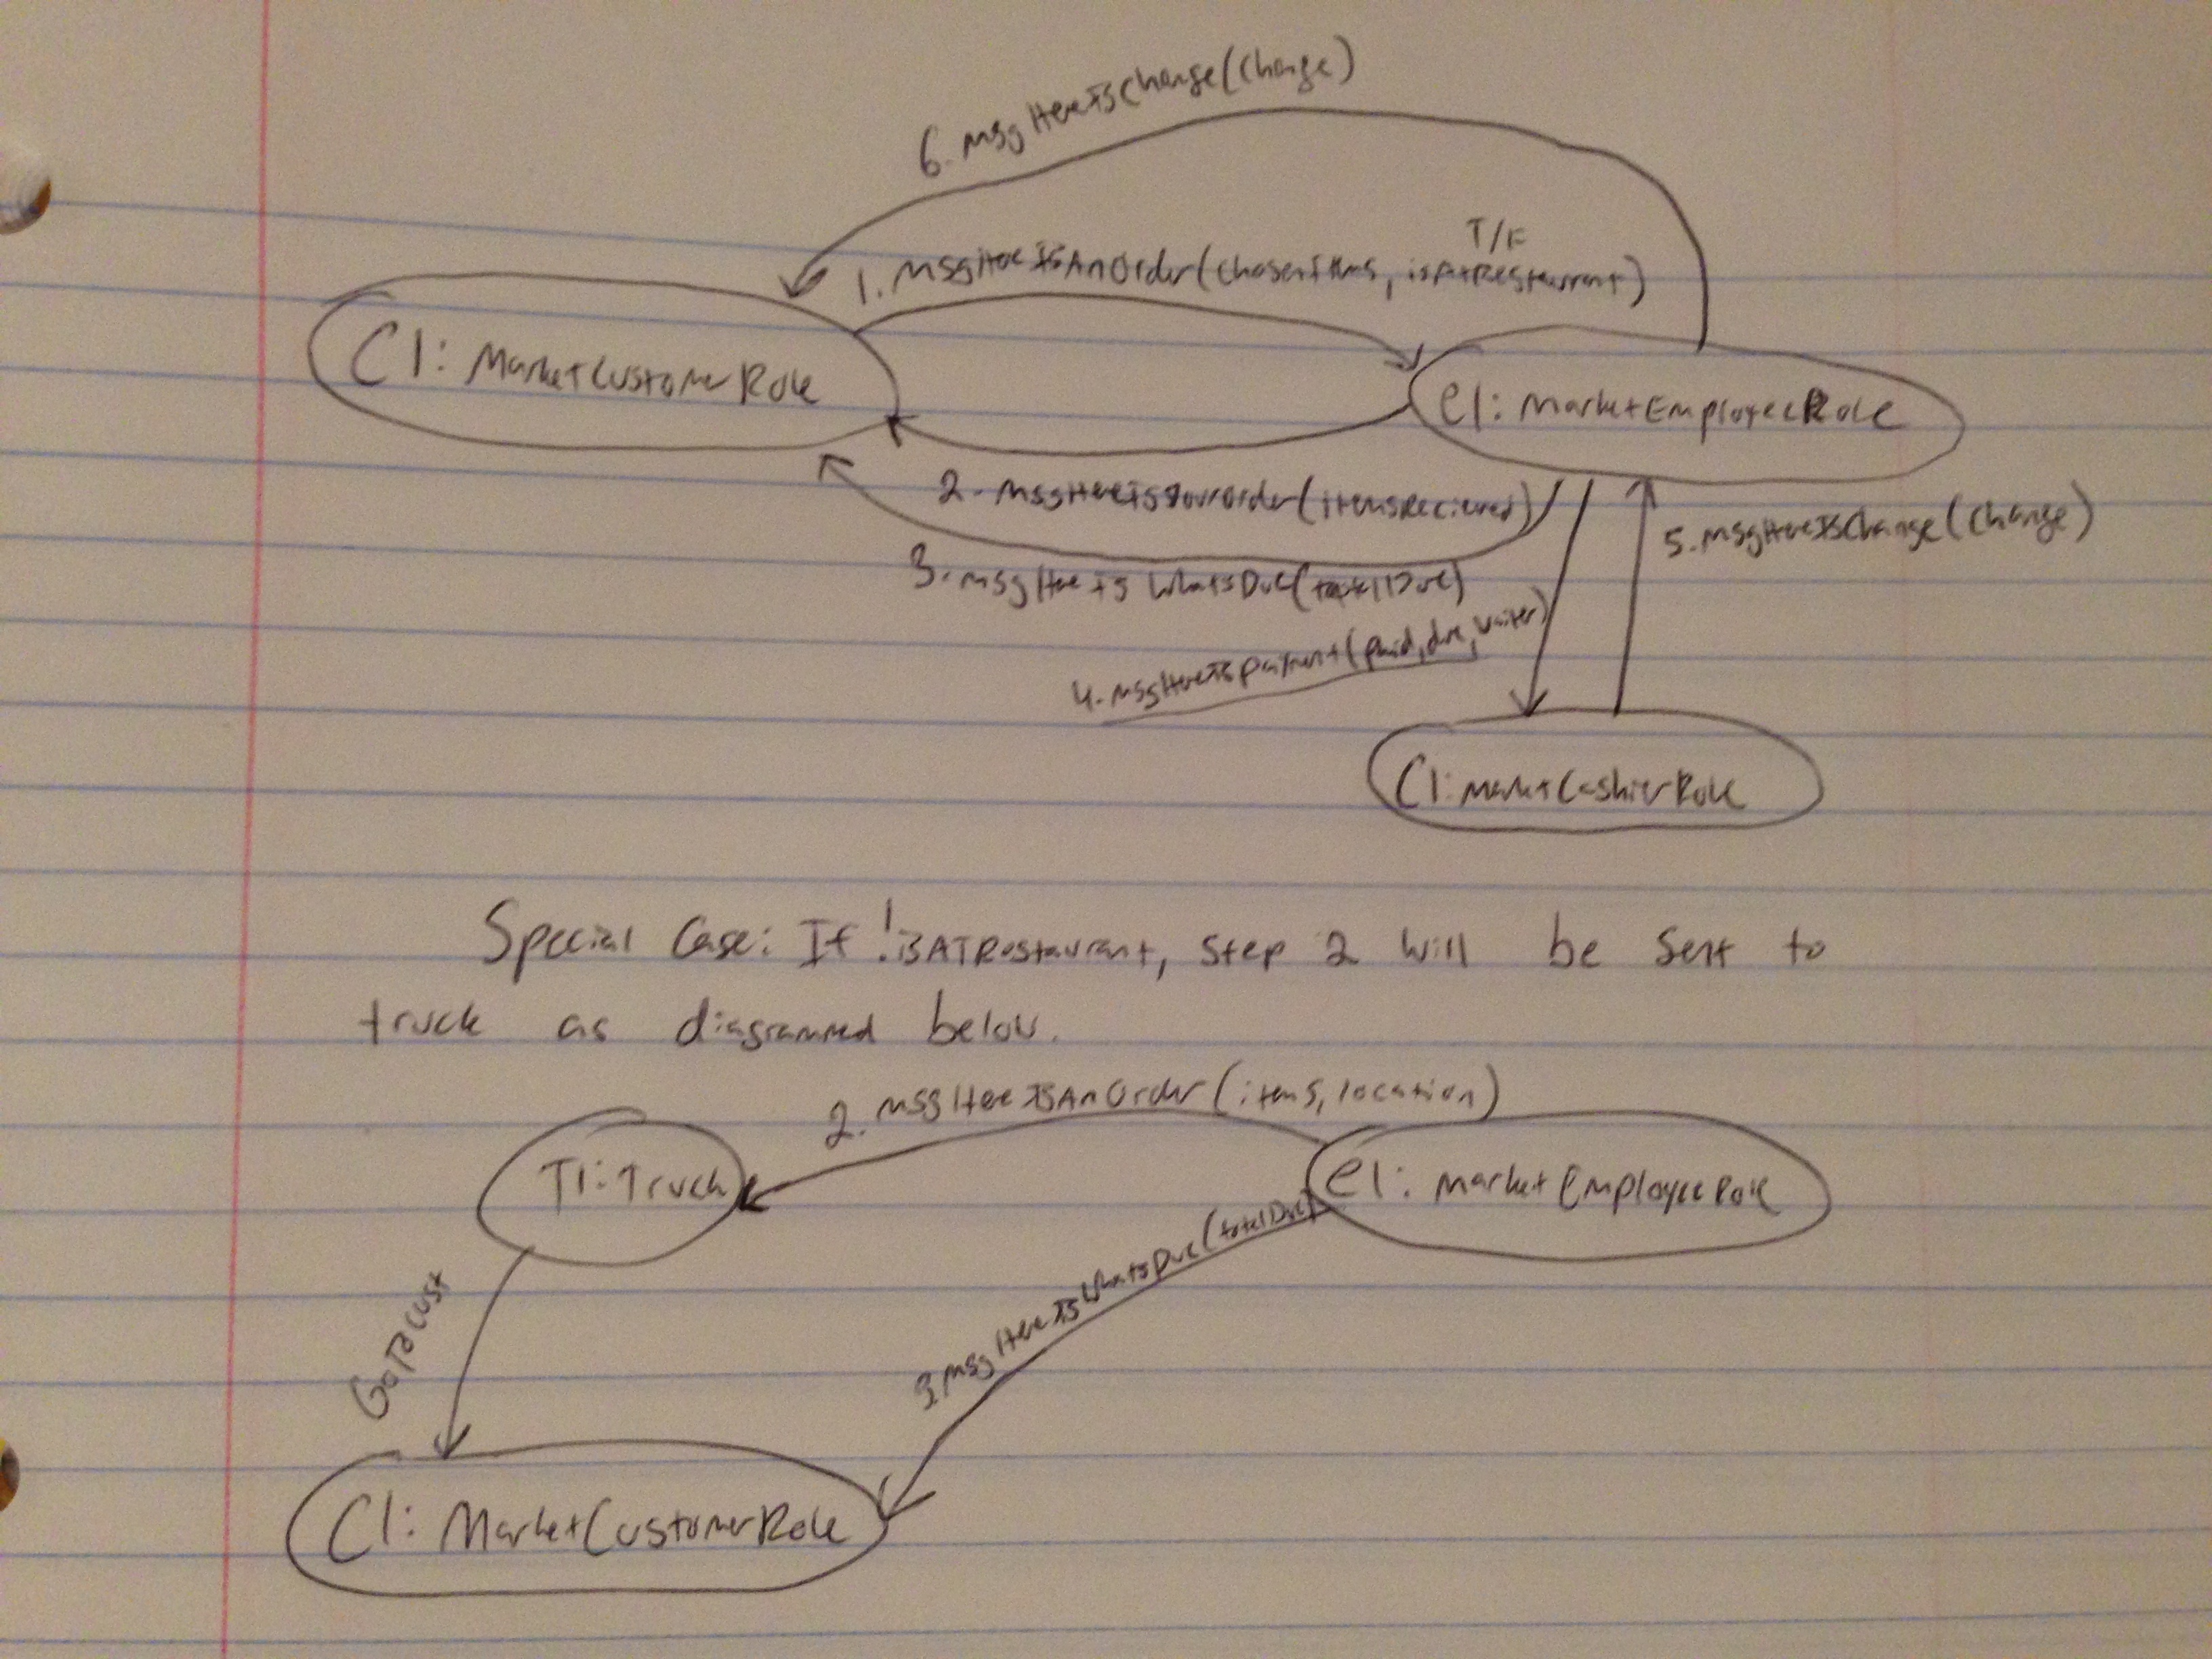 6. msgHereIsChange(change)
T/F
1. MsgHereIsAnOrder(chosenItems, isAtRestaurant)
C1: MarketCustomerRole
e1: MarketEmployeeRole
2. msgHereIsYourOrder(itemsRecieved)
5. msgHereIsChange(change)
3. msgHereIsWhatsDue(totalDue)
4. msgHereIsPayment(paid, due, waiter)
C1: MarketCashierRole
Special Case: If !isATRestaurant, Step 2 will be sent to
truck as diagrammed below.
2. msgHereIsAnOrder(items, location)
T1: Truck
e1: MarketEmployeeRole
3. msgHereIsWhatsDue(totalDue)
GoToCust
C1: MarketCustomerRole